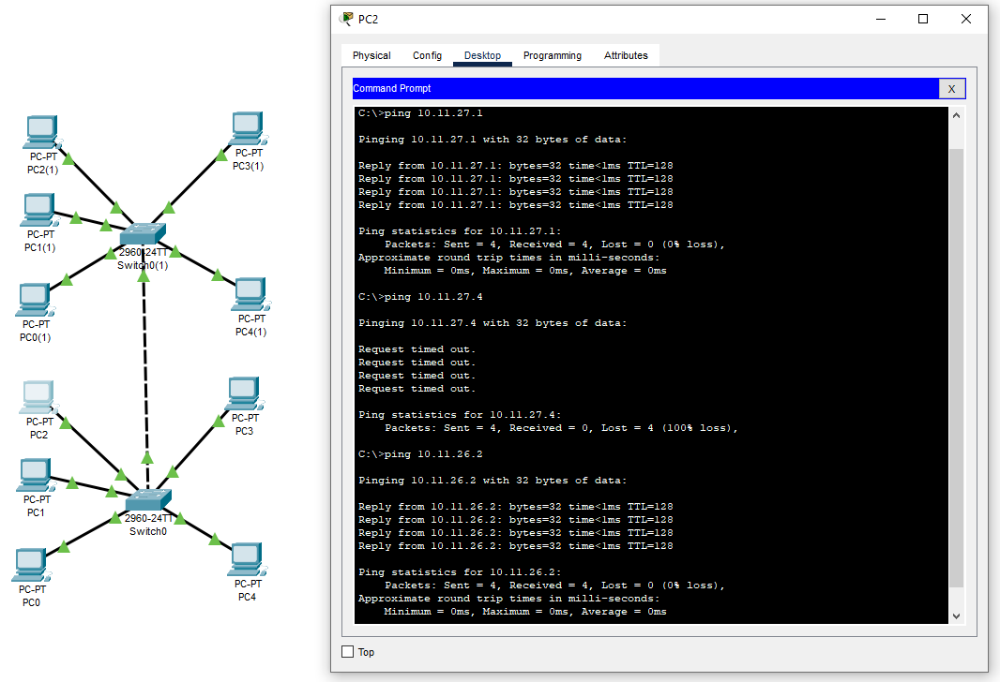 PC-PT
PC2(1)
PC-PT
PC3(1)
PC-PT
PC1(1)
2960-24TT
Switch0(1)
PC-PT
PC0(1)
PC-PT
PC4(1)
PC-PT
PC2
PC-PT
PC3
PC-PT
PC1
2960-24TT
Switch0
PC-PT
PC0
PC-PT
PC4
PC2
Physical Config Desktop Programming Attributes
Command Prompt X
C:\>ping 10.11.27.1
Pinging 10.11.27.1 with 32 bytes of data:
Reply from 10.11.27.1: bytes=32 time<1ms TTL=128
Reply from 10.11.27.1: bytes=32 time<1ms TTL=128
Reply from 10.11.27.1: bytes=32 time<1ms TTL=128
Reply from 10.11.27.1: bytes=32 time<1ms TTL=128
Ping statistics for 10.11.27.1:
Packets: Sent = 4, Received = 4, Lost = 0 (0% loss),
Approximate round trip times in milli-seconds:
Minimum = 0ms, Maximum = 0ms, Average = 0ms
C:\>ping 10.11.27.4
Pinging 10.11.27.4 with 32 bytes of data:
Request timed out.
Request timed out.
Request timed out.
Request timed out.
Ping statistics for 10.11.27.4:
Packets: Sent = 4, Received = 0, Lost = 4 (100% loss),
C:\>ping 10.11.26.2
Pinging 10.11.26.2 with 32 bytes of data:
Reply from 10.11.26.2: bytes=32 time<1ms TTL=128
Reply from 10.11.26.2: bytes=32 time<1ms TTL=128
Reply from 10.11.26.2: bytes=32 time<1ms TTL=128
Reply from 10.11.26.2: bytes=32 time<1ms TTL=128
Ping statistics for 10.11.26.2:
Packets: Sent = 4, Received = 4, Lost = 0 (0% loss),
Approximate round trip times in milli-seconds:
Minimum = 0ms, Maximum = 0ms, Average = 0ms
Top